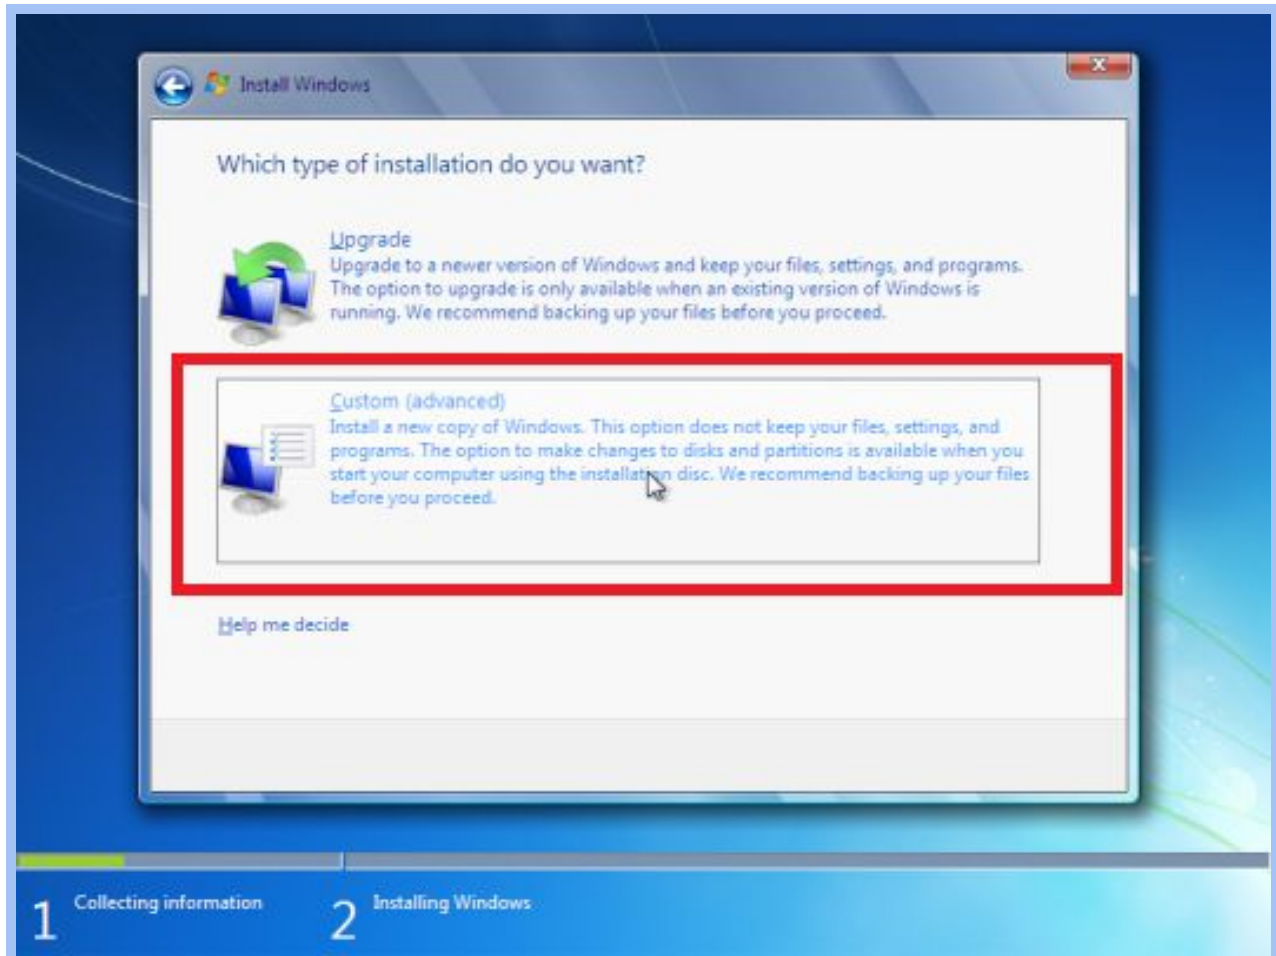 Install Windows
Which type of installation do you want?
Upgrade
Upgrade to a newer version of Windows and keep your files, settings, and programs.
The option to upgrade is only available when an existing version of Windows is
running. We recommend backing up your files before you proceed.
Custom (advanced)
Install a new copy of Windows. This option does not keep your files, settings, and
programs. The option to make changes to disks and partitions is available when you
start your computer using the installation disc. We recommend backing up your files
before you proceed.
Help me decide
1 Collecting information 2 Installing Windows